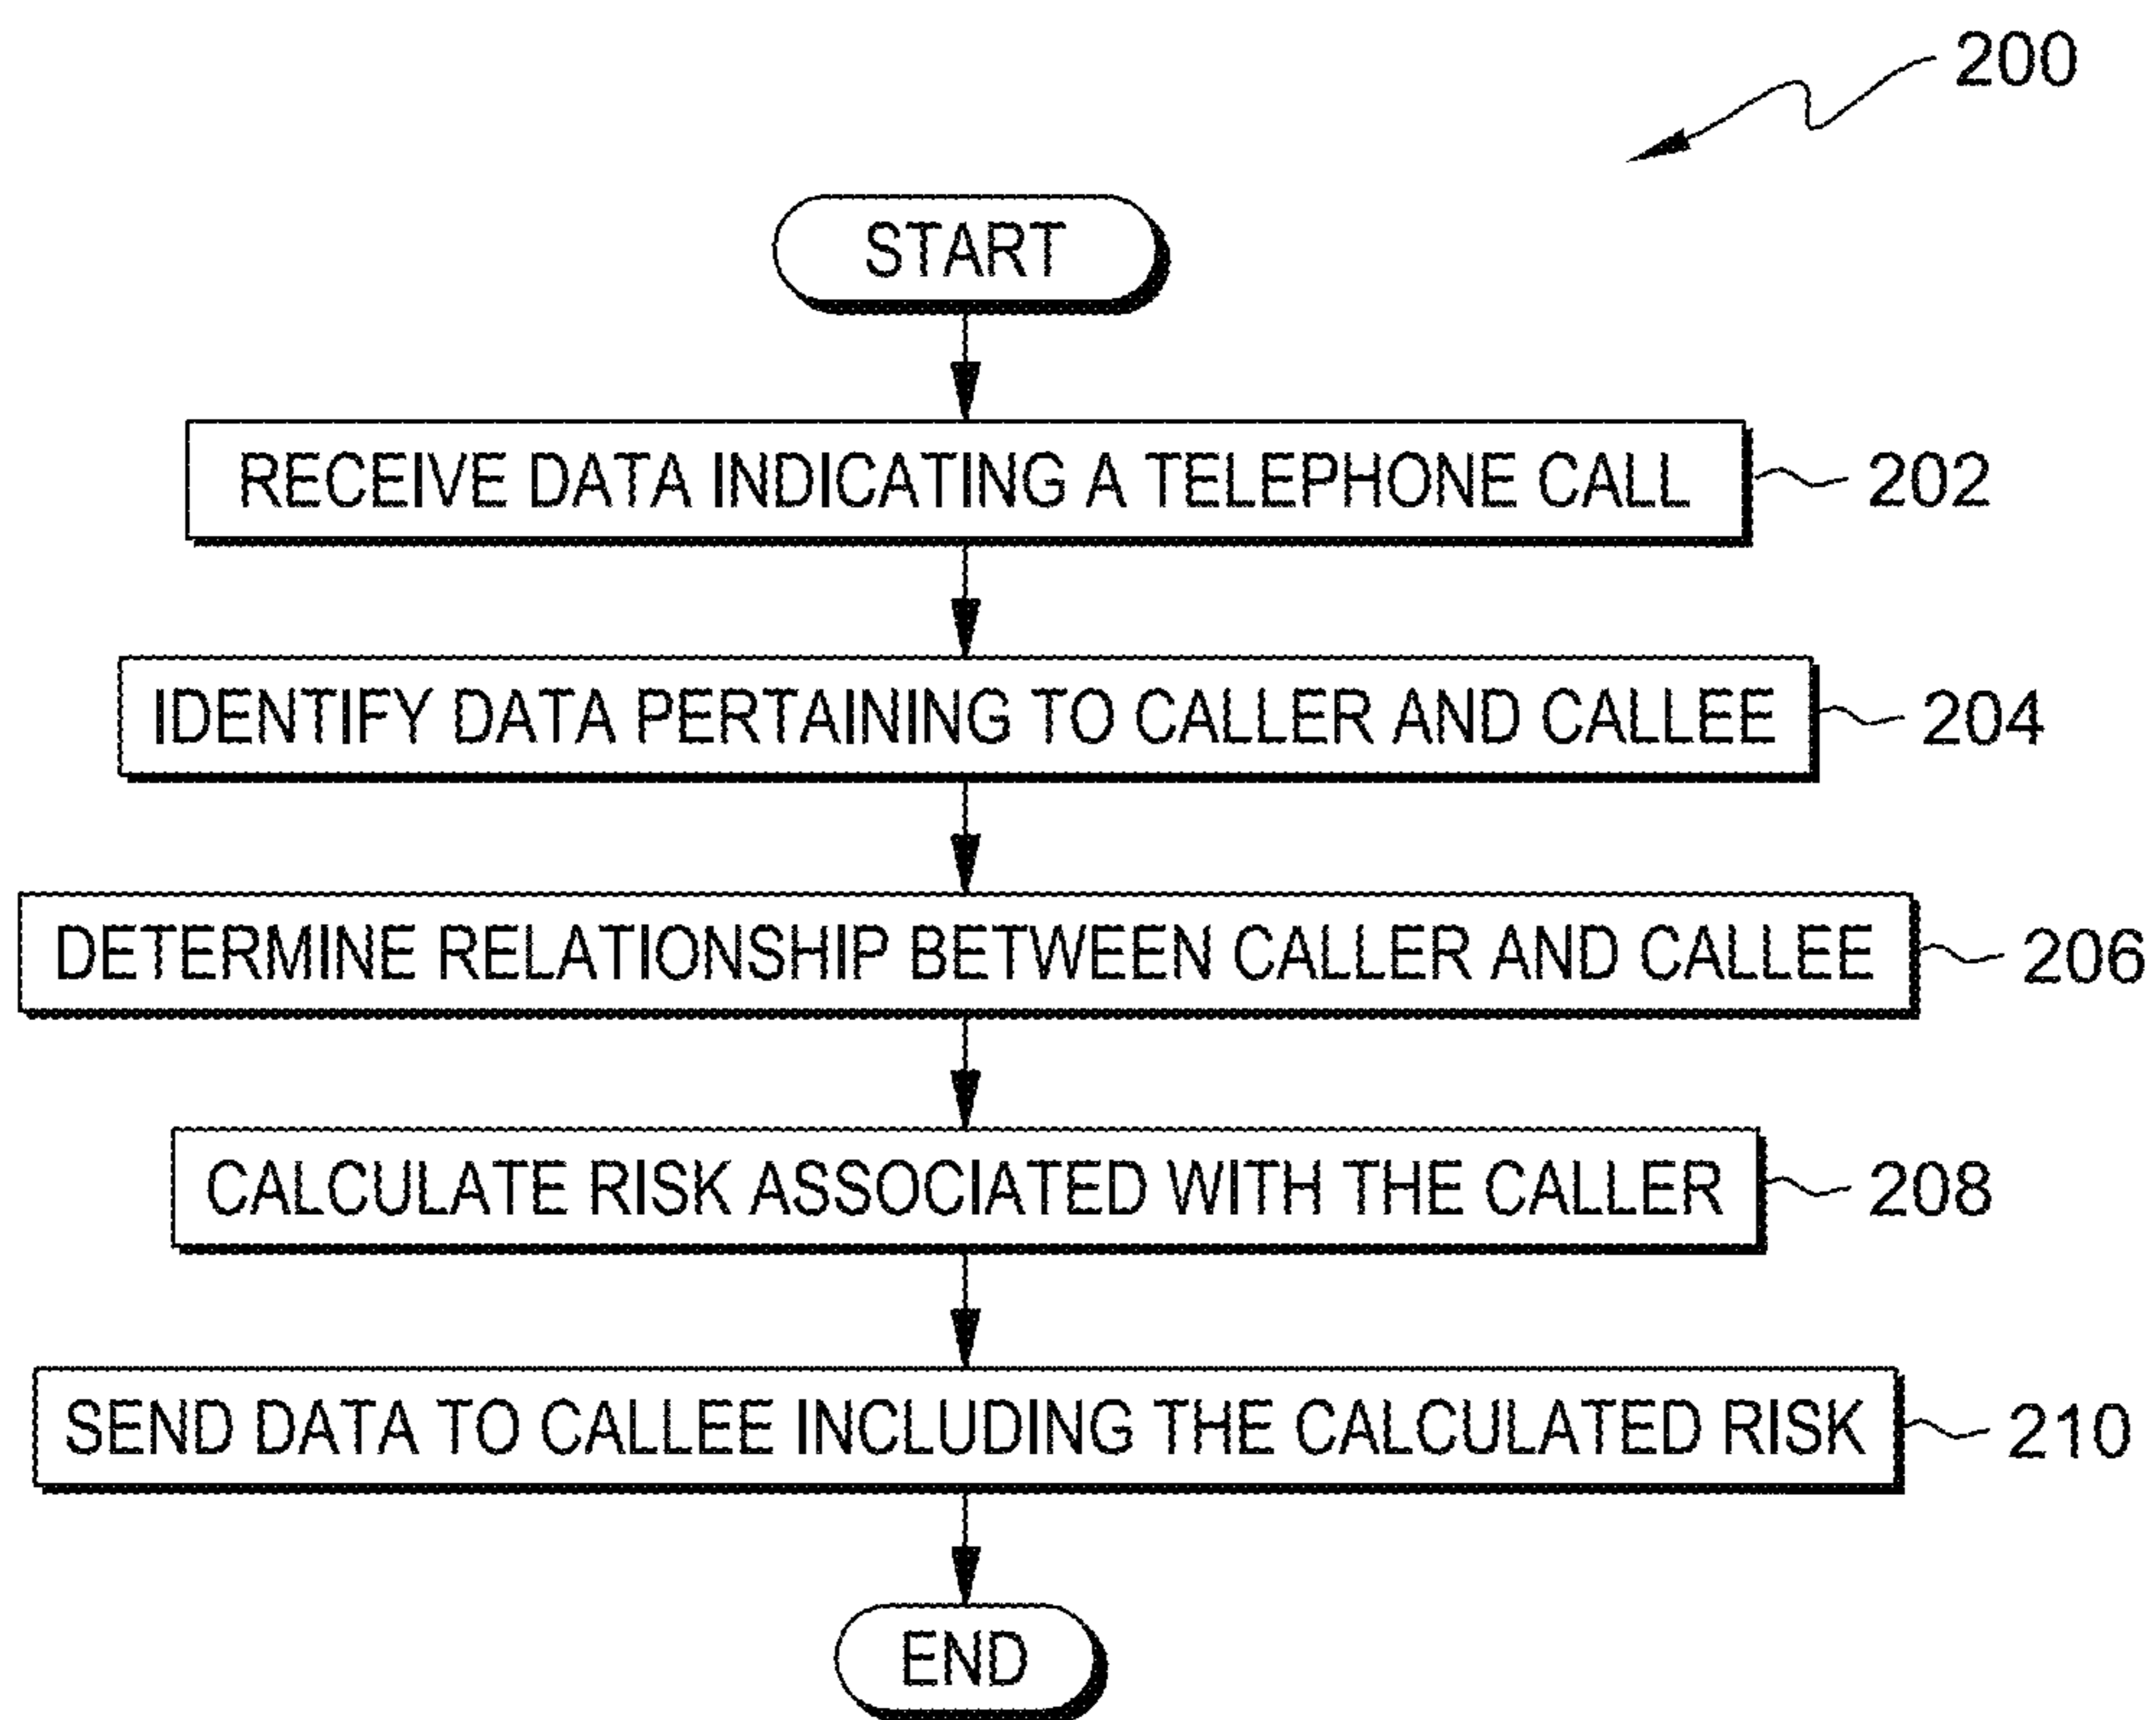 200
START
RECEIVE DATA INDICATING A TELEPHONE CALL 202
IDENTIFY DATA PERTAINING TO CALLER AND CALLEE 204
DETERMINE RELATIONSHIP BETWEEN CALLER AND CALLEE 206
CALCULATE RISK ASSOCIATED WITH THE CALLER 208
SEND DATA TO CALLEE INCLUDING THE CALCULATED RISK 210
END